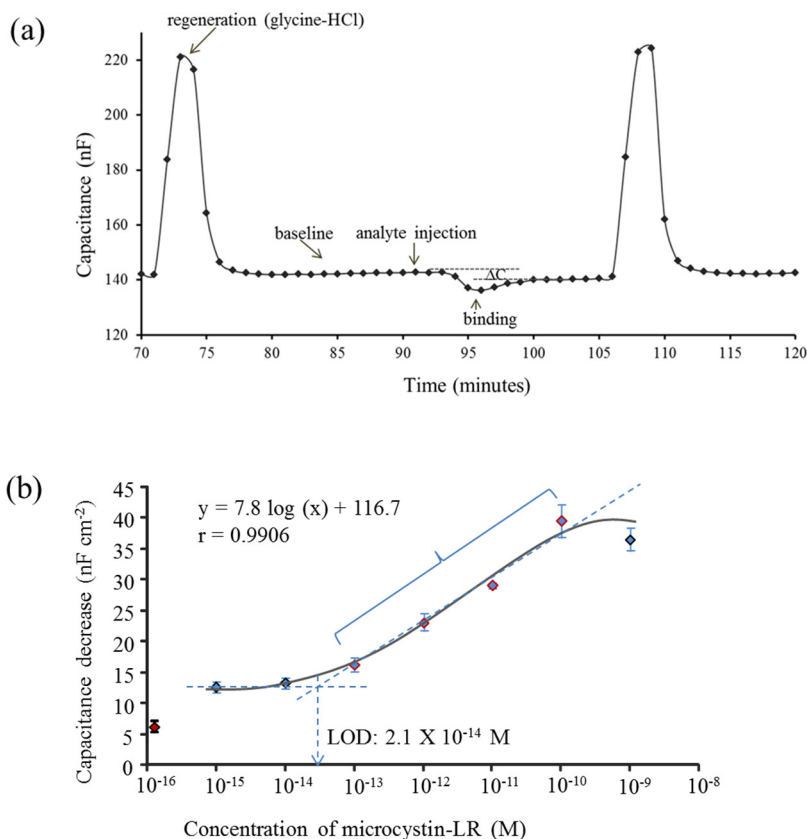 (a)
regeneration (glycine-HCl)
Capacitance (nF)
220
200
180
160
140
120
baseline
analyte injection
ΔC
binding
70 75 80 85 90 95 100 105 110 115 120
Time (minutes)
(b)
Capacitance decrease (nF cm-2)
45
40
35
30
25
20
15
10
5
0
y = 7.8 log (x) + 116.7
r = 0.9906
LOD: 2.1 X 10-14 M
10-16 10-15 10-14 10-13 10-12 10-11 10-10 10-9 10-8
Concentration of microcystin-LR (M)